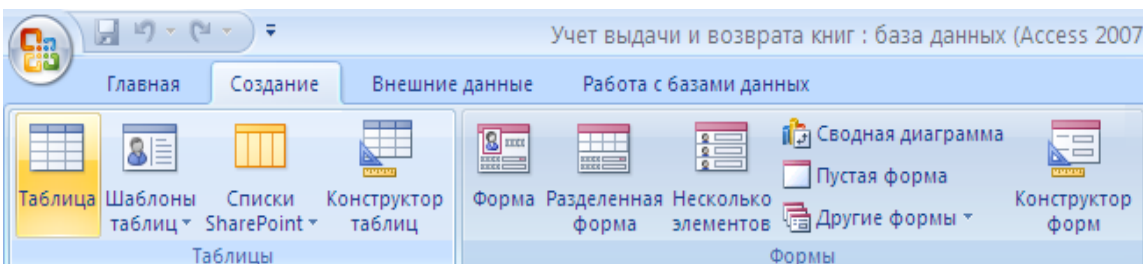 Учет выдачи и возврата книг : база данных (Access 2007
Главная Создание Внешние данные Работа с базами данных
Таблица Шаблоны таблиц Списки SharePoint Конструктор таблиц
Таблицы
Форма Разделенная форма Несколько элементов
Сводная диаграмма
Пустая форма
Другие формы
Конструктор форм
Формы